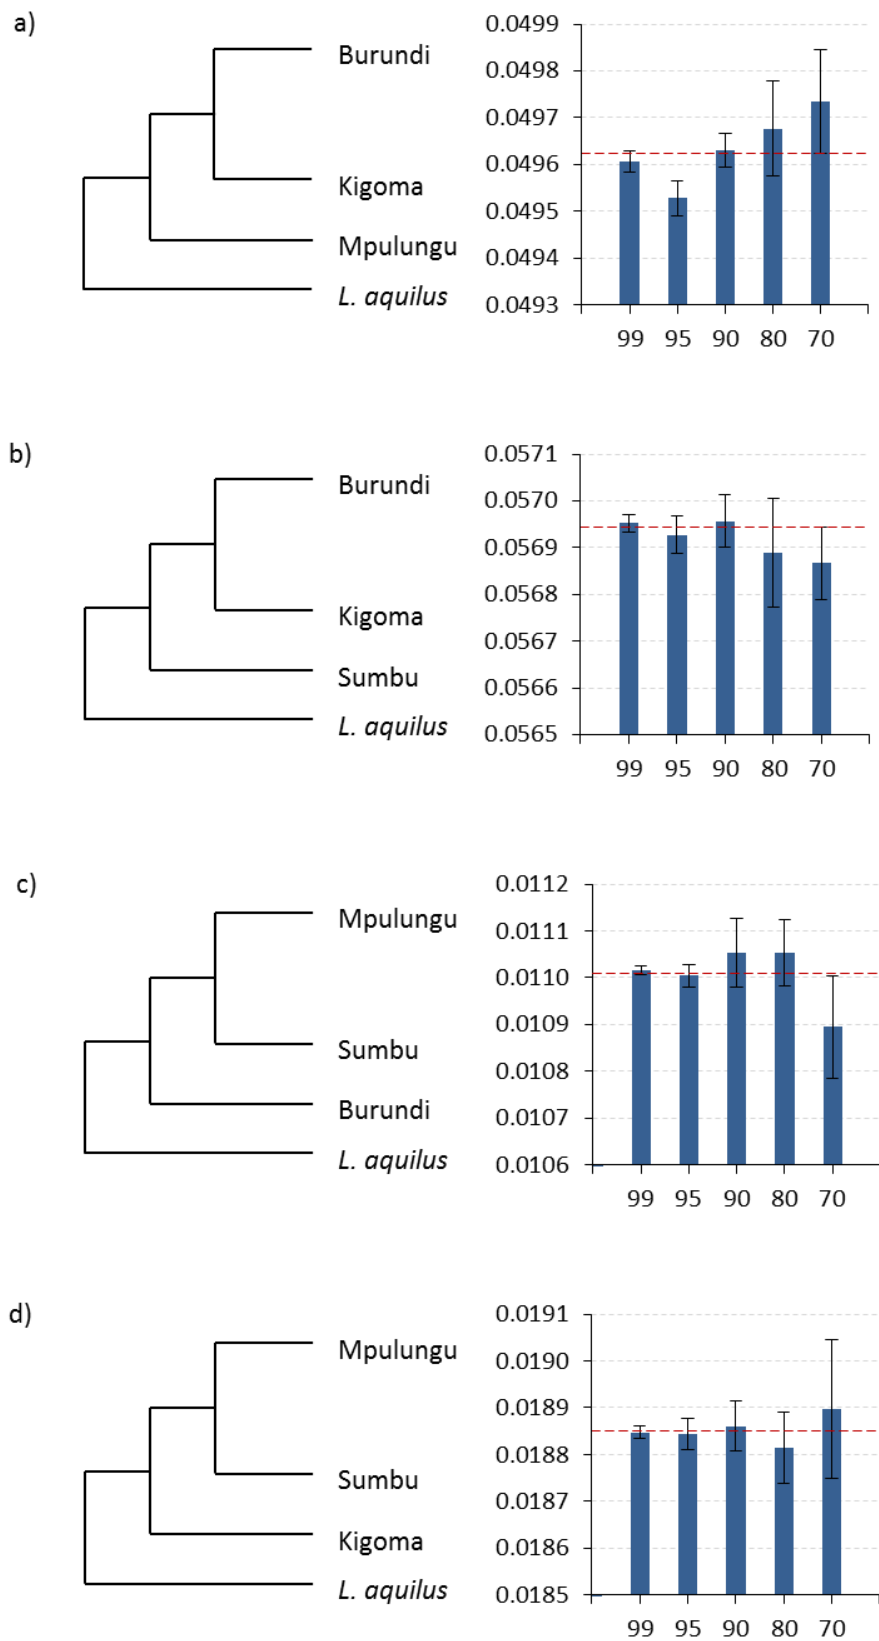 a)
Burundi
Kigoma
Mpulungu
L. aquilus
0.0499
0.0498
0.0497
0.0496
0.0495
0.0494
0.0493
99 95 90 80 70
b)
Burundi
Kigoma
Sumbu
L. aquilus
0.0571
0.0570
0.0569
0.0568
0.0567
0.0566
0.0565
99 95 90 80 70
c)
Mpulungu
Sumbu
Burundi
L. aquilus
0.0112
0.0111
0.0110
0.0109
0.0108
0.0107
0.0106
99 95 90 80 70
d)
Mpulungu
Sumbu
Kigoma
L. aquilus
0.0191
0.0190
0.0189
0.0188
0.0187
0.0186
0.0185
99 95 90 80 70